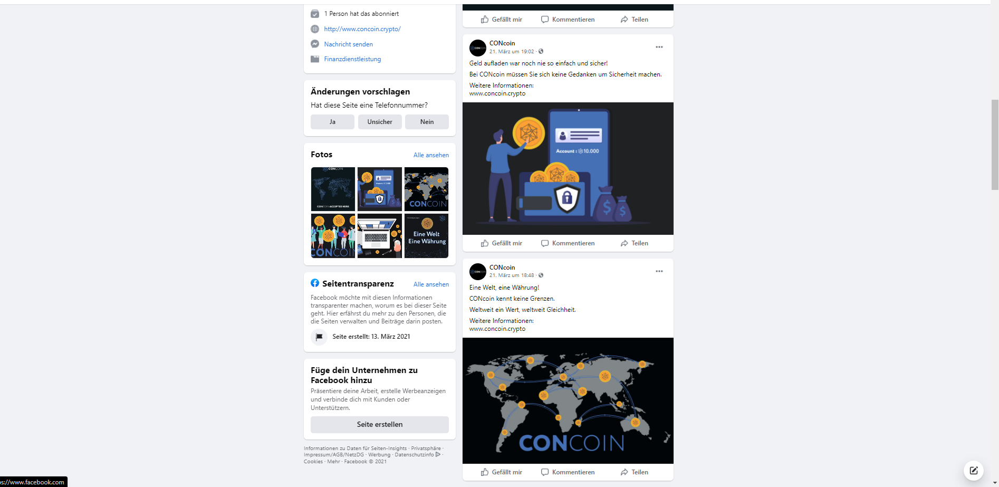 1 Person hat das abonniert
http://www.concoin.crypto/
Nachricht senden
Finanzdienstleistung
Änderungen vorschlagen
Hat diese Seite eine Telefonnummer?
Ja
Unsicher
Nein
Fotos
Alle ansehen
CONCOIN
CONCOIN ACCEPTED HERE
CONCOIN
Eine Welt
Eine Währung
Seitentransparenz
Alle ansehen
Facebook möchte mit diesen Informationen
transparenter machen, worum es bei dieser Seite
geht. Hier erfährst du mehr zu den Personen, die
die Seiten verwalten und Beiträge darin posten.
Seite erstellt: 13. März 2021
Füge dein Unternehmen zu
Facebook hinzu
Präsentiere deine Arbeit, erstelle Werbeanzeigen
und verbinde dich mit Kunden oder
Unterstützern.
Seite erstellen
Informationen zu Daten für Seiten-Insights · Privatsphäre ·
Impressum/AGB/NetzDG · Werbung · Datenschutzinfo ·
Cookies · Mehr · Facebook © 2021
Gefällt mir
Kommentieren
Teilen
CONcoin
21. März um 19:02 ·
Geld aufladen war noch nie so einfach und sicher!
Bei CONcoin müssen Sie sich keine Gedanken um Sicherheit machen.
Weitere Informationen:
www.concoin.crypto
Account : 10.000
$ $
Gefällt mir
Kommentieren
Teilen
CONcoin
21. März um 18:48 ·
Eine Welt, eine Währung!
CONcoin kennt keine Grenzen.
Weltweit ein Wert, weltweit Gleichheit.
Weitere Informationen:
www.concoin.crypto
CONCOIN
Gefällt mir
Kommentieren
Teilen
s://www.facebook.com